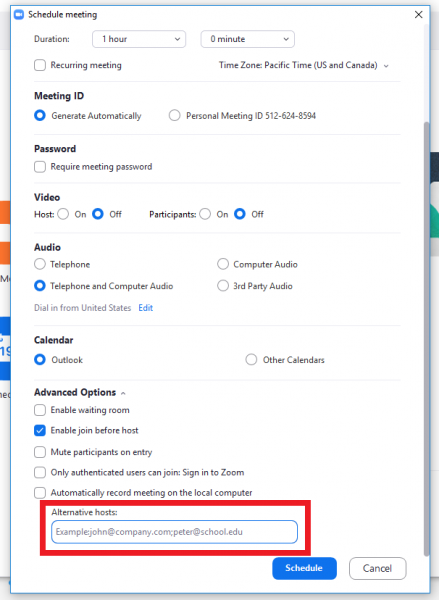 Schedule meeting
Duration: 1 hour 0 minute
Recurring meeting Time Zone: Pacific Time (US and Canada)
Meeting ID
Generate Automatically Personal Meeting ID 512-624-8594
Password
Require meeting password
Video
Host: On Off Participants: On Off
Audio
Telephone Computer Audio
Telephone and Computer Audio 3rd Party Audio
Dial in from United States Edit
Calendar
Outlook Other Calendars
Advanced Options
Enable waiting room
Enable join before host
Mute participants on entry
Only authenticated users can join: Sign in to Zoom
Automatically record meeting on the local computer
Alternative hosts:
Example:john@company.com;peter@school.edu
Schedule Cancel